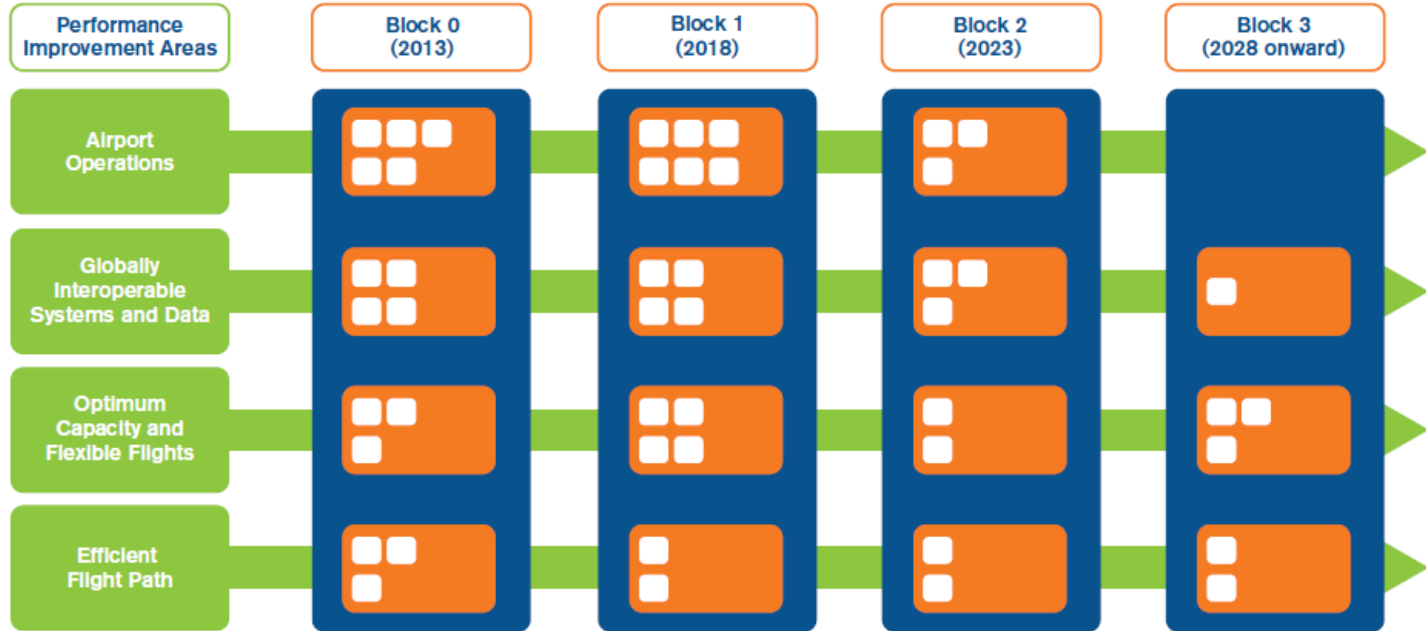 Performance
Improvement Areas
Block 0
(2013)
Block 1
(2018)
Block 2
(2023)
Block 3
(2028 onward)
Airport
Operations
Globally
Interoperable
Systems and Data
Optimum
Capacity and
Flexible Flights
Efficient
Flight Path